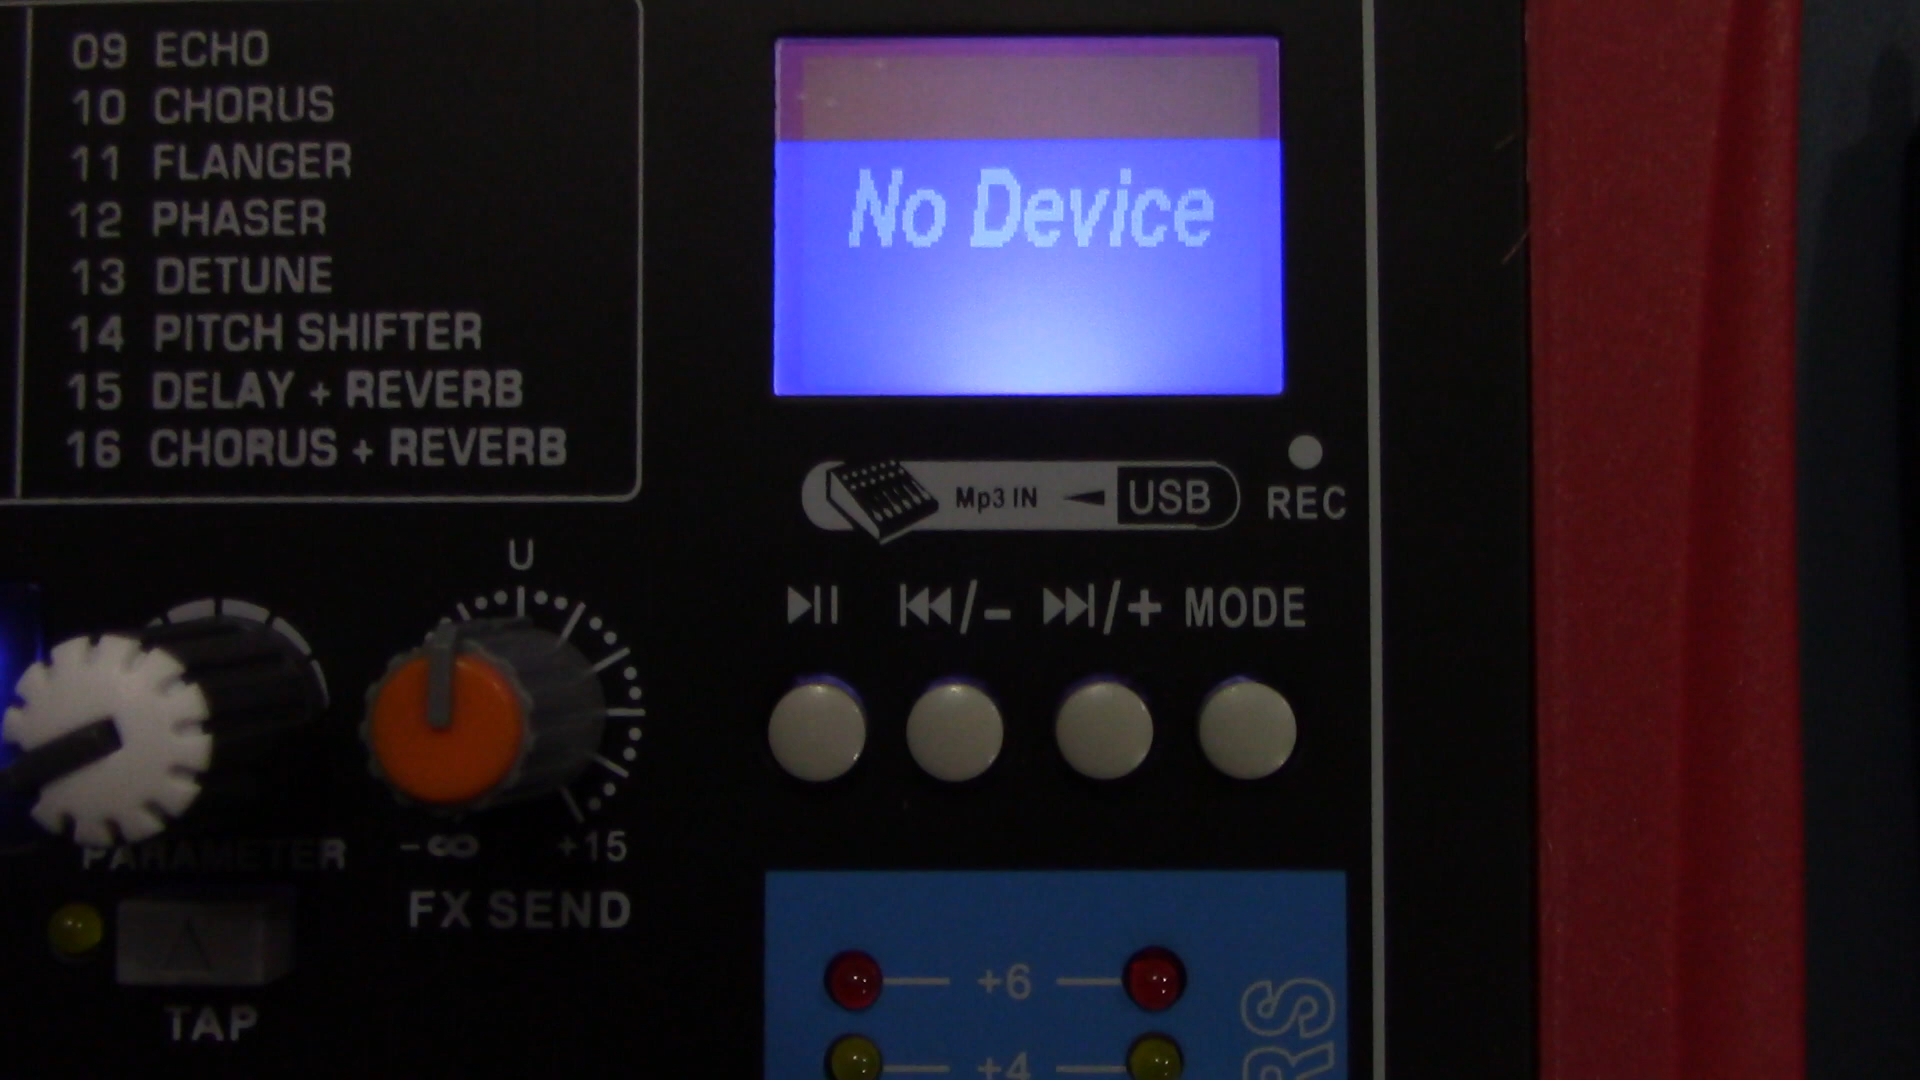 09 ECHO
10 CHORUS
11 FLANGER
12 PHASER
13 DETUNE
14 PITCH SHIFTER
15 DELAY + REVERB
16 CHORUS + REVERB
No Device
Mp3 IN USB
REC
/- /+ MODE
U
-∞ +15
PARAMETER
FX SEND
TAP
+6
+4
RS